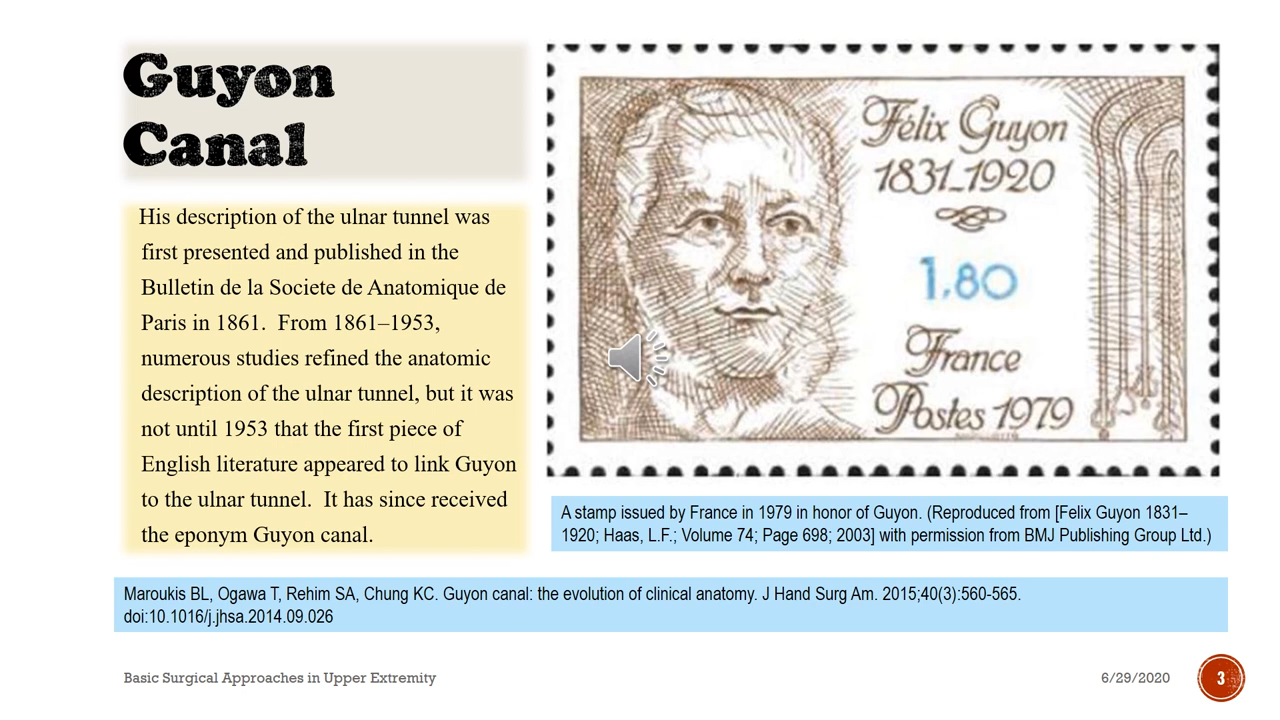 Guyon
Canal
His description of the ulnar tunnel was
first presented and published in the
Bulletin de la Societe de Anatomique de
Paris in 1861.  From 1861–1953,
numerous studies refined the anatomic
description of the ulnar tunnel, but it was
not until 1953 that the first piece of
English literature appeared to link Guyon
to the ulnar tunnel.  It has since received
the eponym Guyon canal.
Félix Guyon
1831_1920
1,80
France
Postes 1979
A stamp issued by France in 1979 in honor of Guyon. (Reproduced from [Felix Guyon 1831–
1920; Haas, L.F.; Volume 74; Page 698; 2003] with permission from BMJ Publishing Group Ltd.)
Maroukis BL, Ogawa T, Rehim SA, Chung KC. Guyon canal: the evolution of clinical anatomy. J Hand Surg Am. 2015;40(3):560-565.
doi:10.1016/j.jhsa.2014.09.026
Basic Surgical Approaches in Upper Extremity
6/29/2020
3